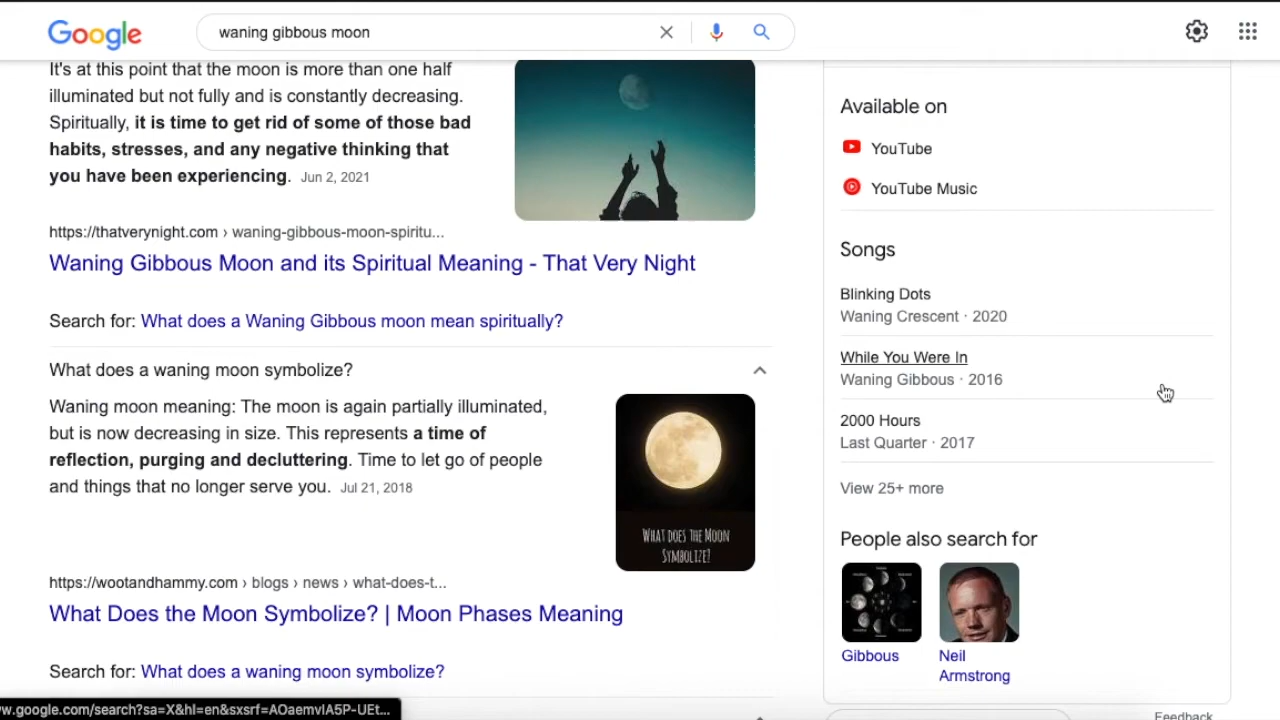 Google
waning gibbous moon
It's at this point that the moon is more than one half
illuminated but not fully and is constantly decreasing.
Spiritually, it is time to get rid of some of those bad
habits, stresses, and any negative thinking that
you have been experiencing. Jun 2, 2021
https://thatverynight.com › waning-gibbous-moon-spiritu...
Waning Gibbous Moon and its Spiritual Meaning - That Very Night
Search for: What does a Waning Gibbous moon mean spiritually?
What does a waning moon symbolize?
Waning moon meaning: The moon is again partially illuminated,
but is now decreasing in size. This represents a time of
reflection, purging and decluttering. Time to let go of people
and things that no longer serve you. Jul 21, 2018
WHAT DOES THE MOON
SYMBOLIZE?
https://wootandhammy.com › blogs › news › what-does-t...
What Does the Moon Symbolize? | Moon Phases Meaning
Search for: What does a waning moon symbolize?
w.google.com/search?sa=X&hl=en&sxsrf=AOaemvIA5P-UEt...
Available on
YouTube
YouTube Music
Songs
Blinking Dots
Waning Crescent · 2020
While You Were In
Waning Gibbous · 2016
2000 Hours
Last Quarter · 2017
View 25+ more
People also search for
Gibbous
Neil
Armstrong
Feedback